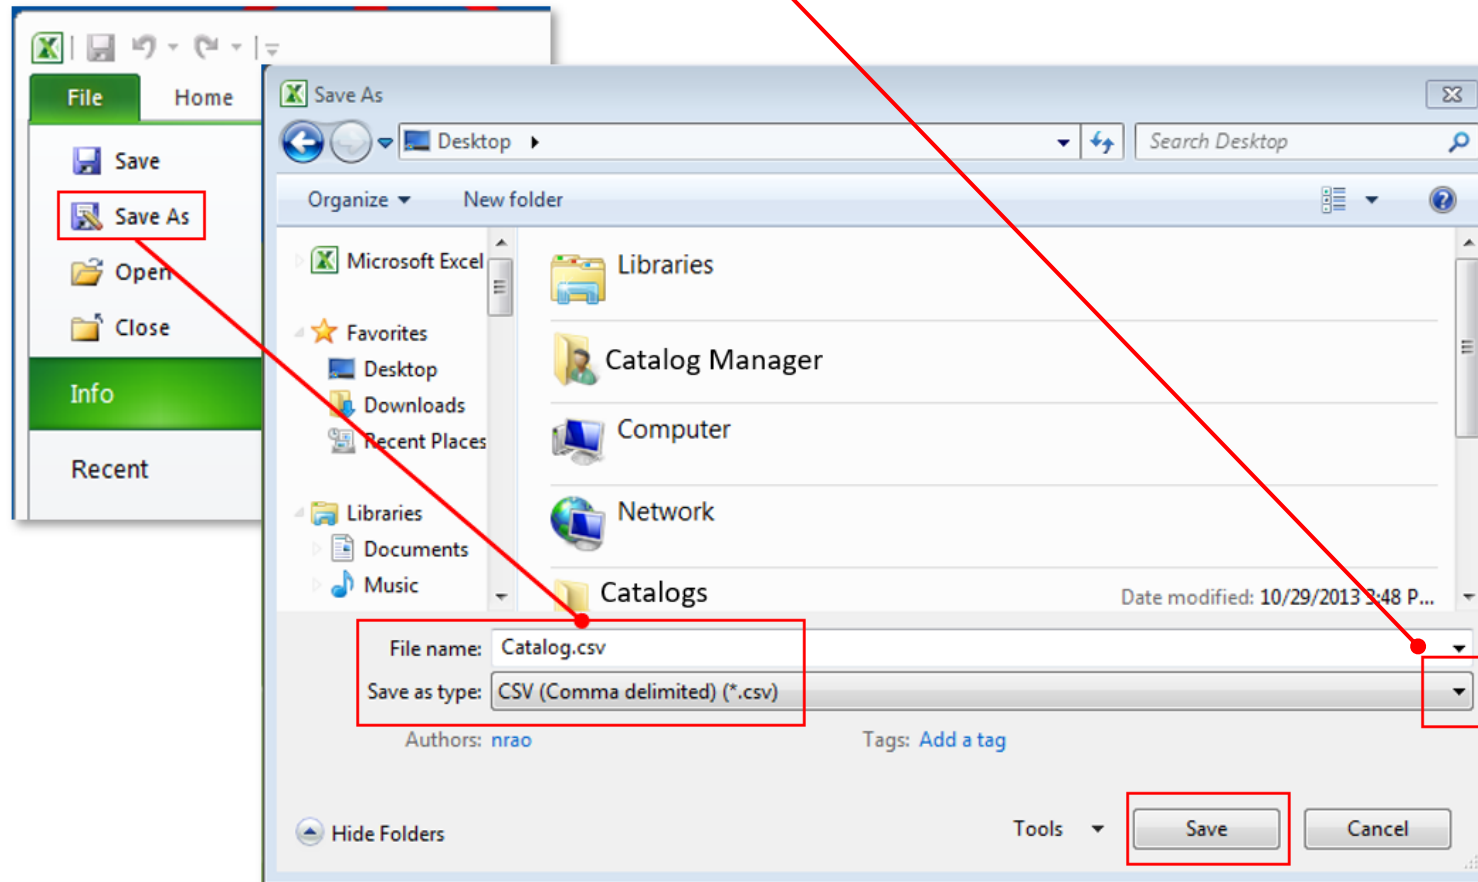 File Home
Save
Save As
Open
Close
Info
Recent
Save As
Desktop
Search Desktop
Organize New folder
Microsoft Excel
Favorites
Desktop
Downloads
Recent Places
Libraries
Documents
Music
Libraries
Catalog Manager
Computer
Network
Catalogs
Date modified: 10/29/2013 3:48 P...
File name: Catalog.csv
Save as type: CSV (Comma delimited) (*.csv)
Authors: nrao Tags: Add a tag
Hide Folders Tools Save Cancel